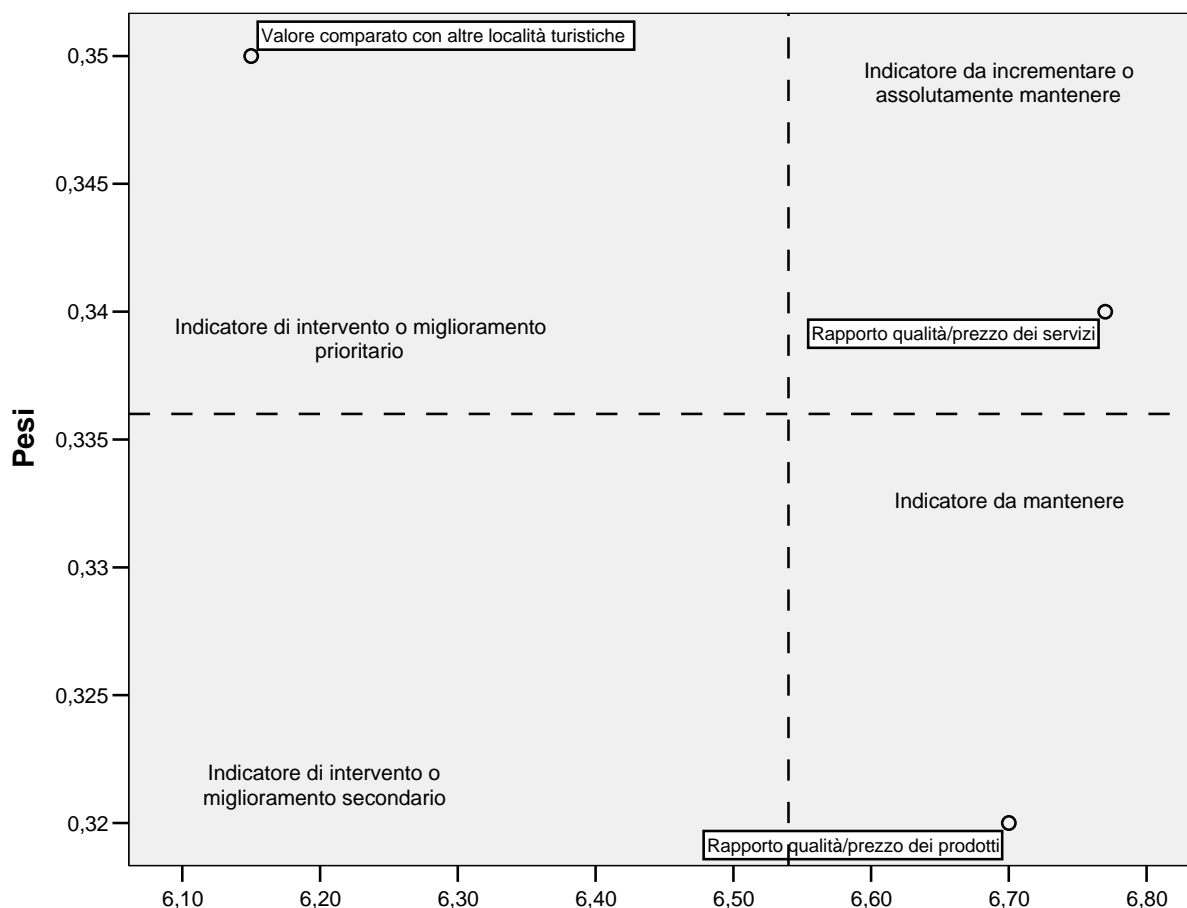 Valore comparato con altre località turistiche
0,35
Indicatore da incrementare o
assolutamente mantenere
0,345
0,34
Indicatore di intervento o miglioramento
prioritario
Rapporto qualità/prezzo dei servizi
Pesi
0,335
Indicatore da mantenere
0,33
0,325
Indicatore di intervento o
miglioramento secondario
0,32
Rapporto qualità/prezzo dei prodotti
6,10 6,20 6,30 6,40 6,50 6,60 6,70 6,80